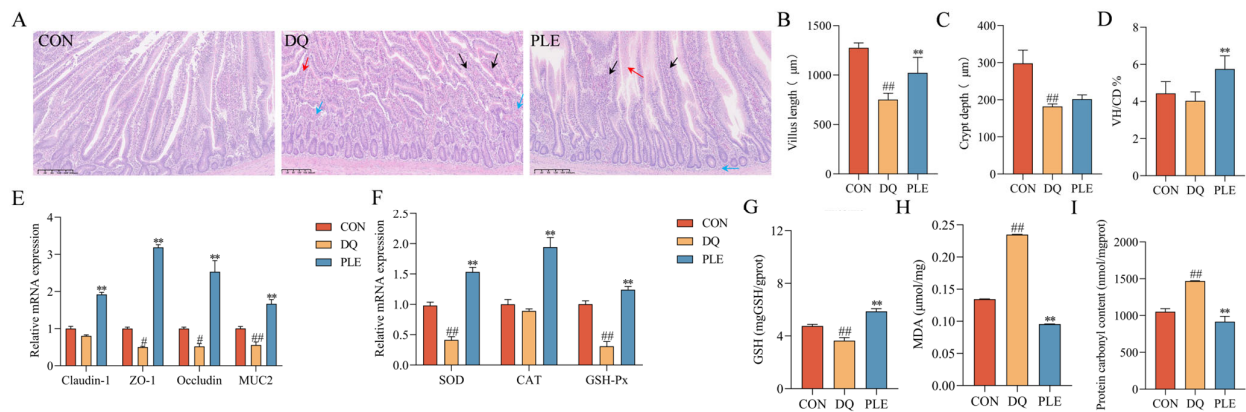 A
CON
DQ
PLE
B
Villus length ( μm)
1500
1000
500
0
##
**
CON DQ PLE
C
Crypt depth ( μm)
400
300
200
100
0
##
CON DQ PLE
D
VH/CD %
8
6
4
2
0
**
CON DQ PLE
E
Relative mRNA expression
4
3
2
1
0
**
**
#
**
#
**
##
Claudin-1 ZO-1 Occludin MUC2
CON
DQ
PLE
F
Relative mRNA expression
2.5
2.0
1.5
1.0
0.5
0.0
##
**
**
##
**
SOD CAT GSH-Px
CON
DQ
PLE
G
GSH (mgGSH/gprot)
10
8
6
4
2
0
##
**
CON DQ PLE
H
MDA (μmol/mg)
0.25
0.20
0.15
0.10
0.05
0.00
##
**
CON DQ PLE
I
Protein carbonyl content (nmol/mgprot)
2000
1500
1000
500
0
##
**
CON DQ PLE